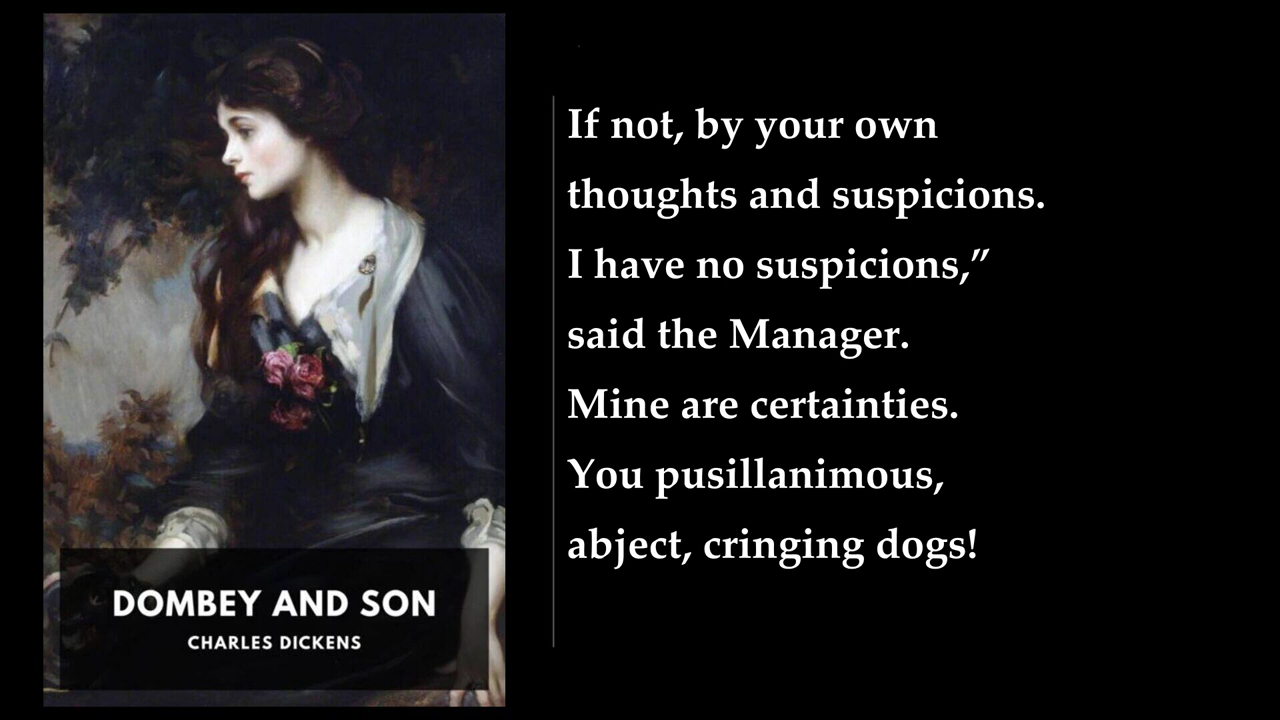 DOMBEY AND SON
CHARLES DICKENS
If not, by your own
thoughts and suspicions.
I have no suspicions,”
said the Manager.
Mine are certainties.
You pusillanimous,
abject, cringing dogs!